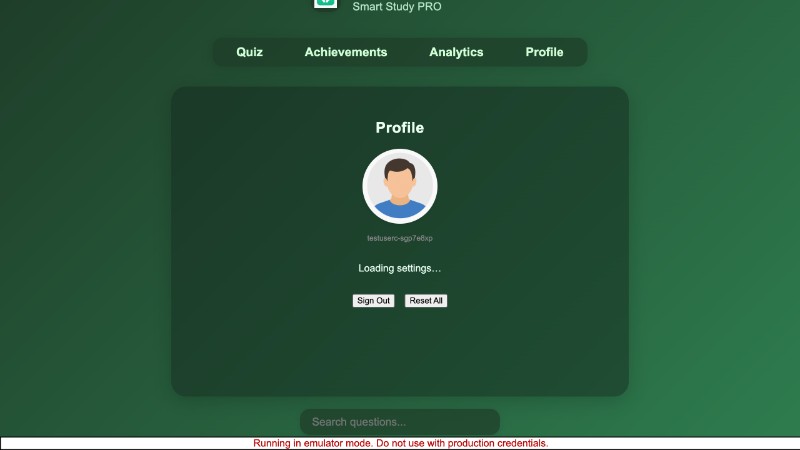 Smart Study PRO
Quiz Achievements Analytics Profile
Profile
testuserc-sgp7e8xp
Loading settings...
Sign Out Reset All
Search questions...
Running in emulator mode. Do not use with production credentials.